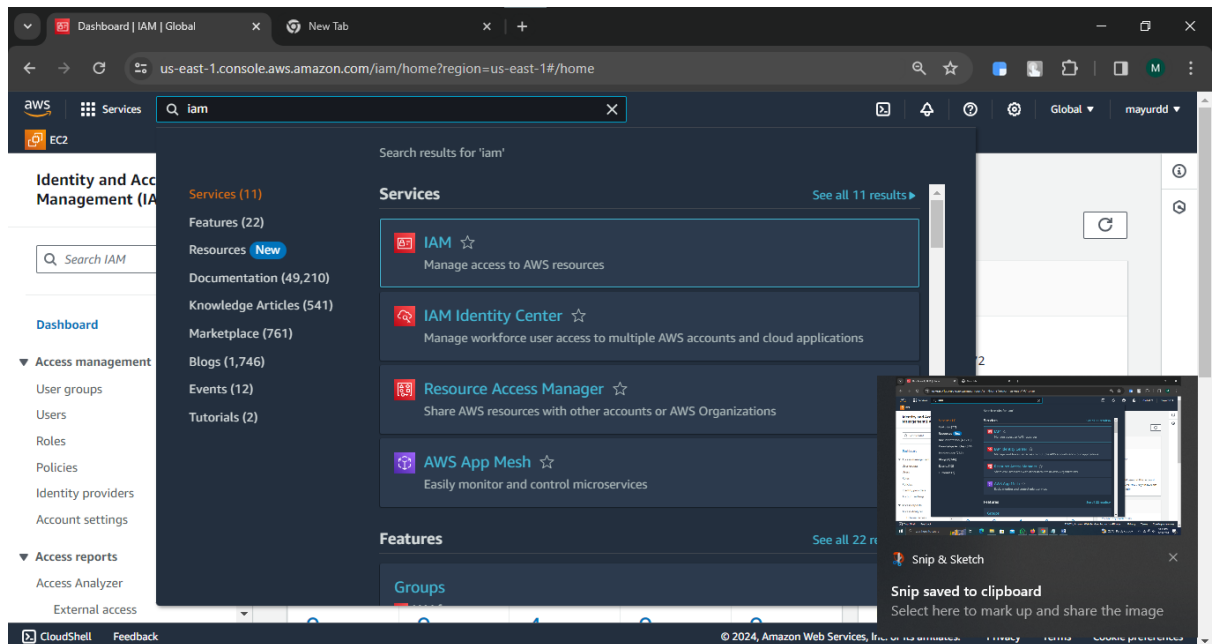 Dashboard | IAM | Global
New Tab
us-east-1.console.aws.amazon.com/iam/home?region=us-east-1#/home
M
aws
Services
iam
Global
mayurdd
EC2
Identity and Acc
Management (IA
Search IAM
Dashboard
Access management
User groups
Users
Roles
Policies
Identity providers
Account settings
Access reports
Access Analyzer
External access
Search results for 'iam'
Services (11)
Features (22)
Resources New
Documentation (49,210)
Knowledge Articles (541)
Marketplace (761)
Blogs (1,746)
Events (12)
Tutorials (2)
Services
See all 11 results
IAM
Manage access to AWS resources
IAM Identity Center
Manage workforce user access to multiple AWS accounts and cloud applications
Resource Access Manager
Share AWS resources with other accounts or AWS Organizations
AWS App Mesh
Easily monitor and control microservices
Features
See all 22 re
Groups
Snip & Sketch
Snip saved to clipboard
Select here to mark up and share the image
CloudShell
Feedback
© 2024, Amazon Web Services, Inc. or its affiliates.
Privacy
Terms
Cookie preferences